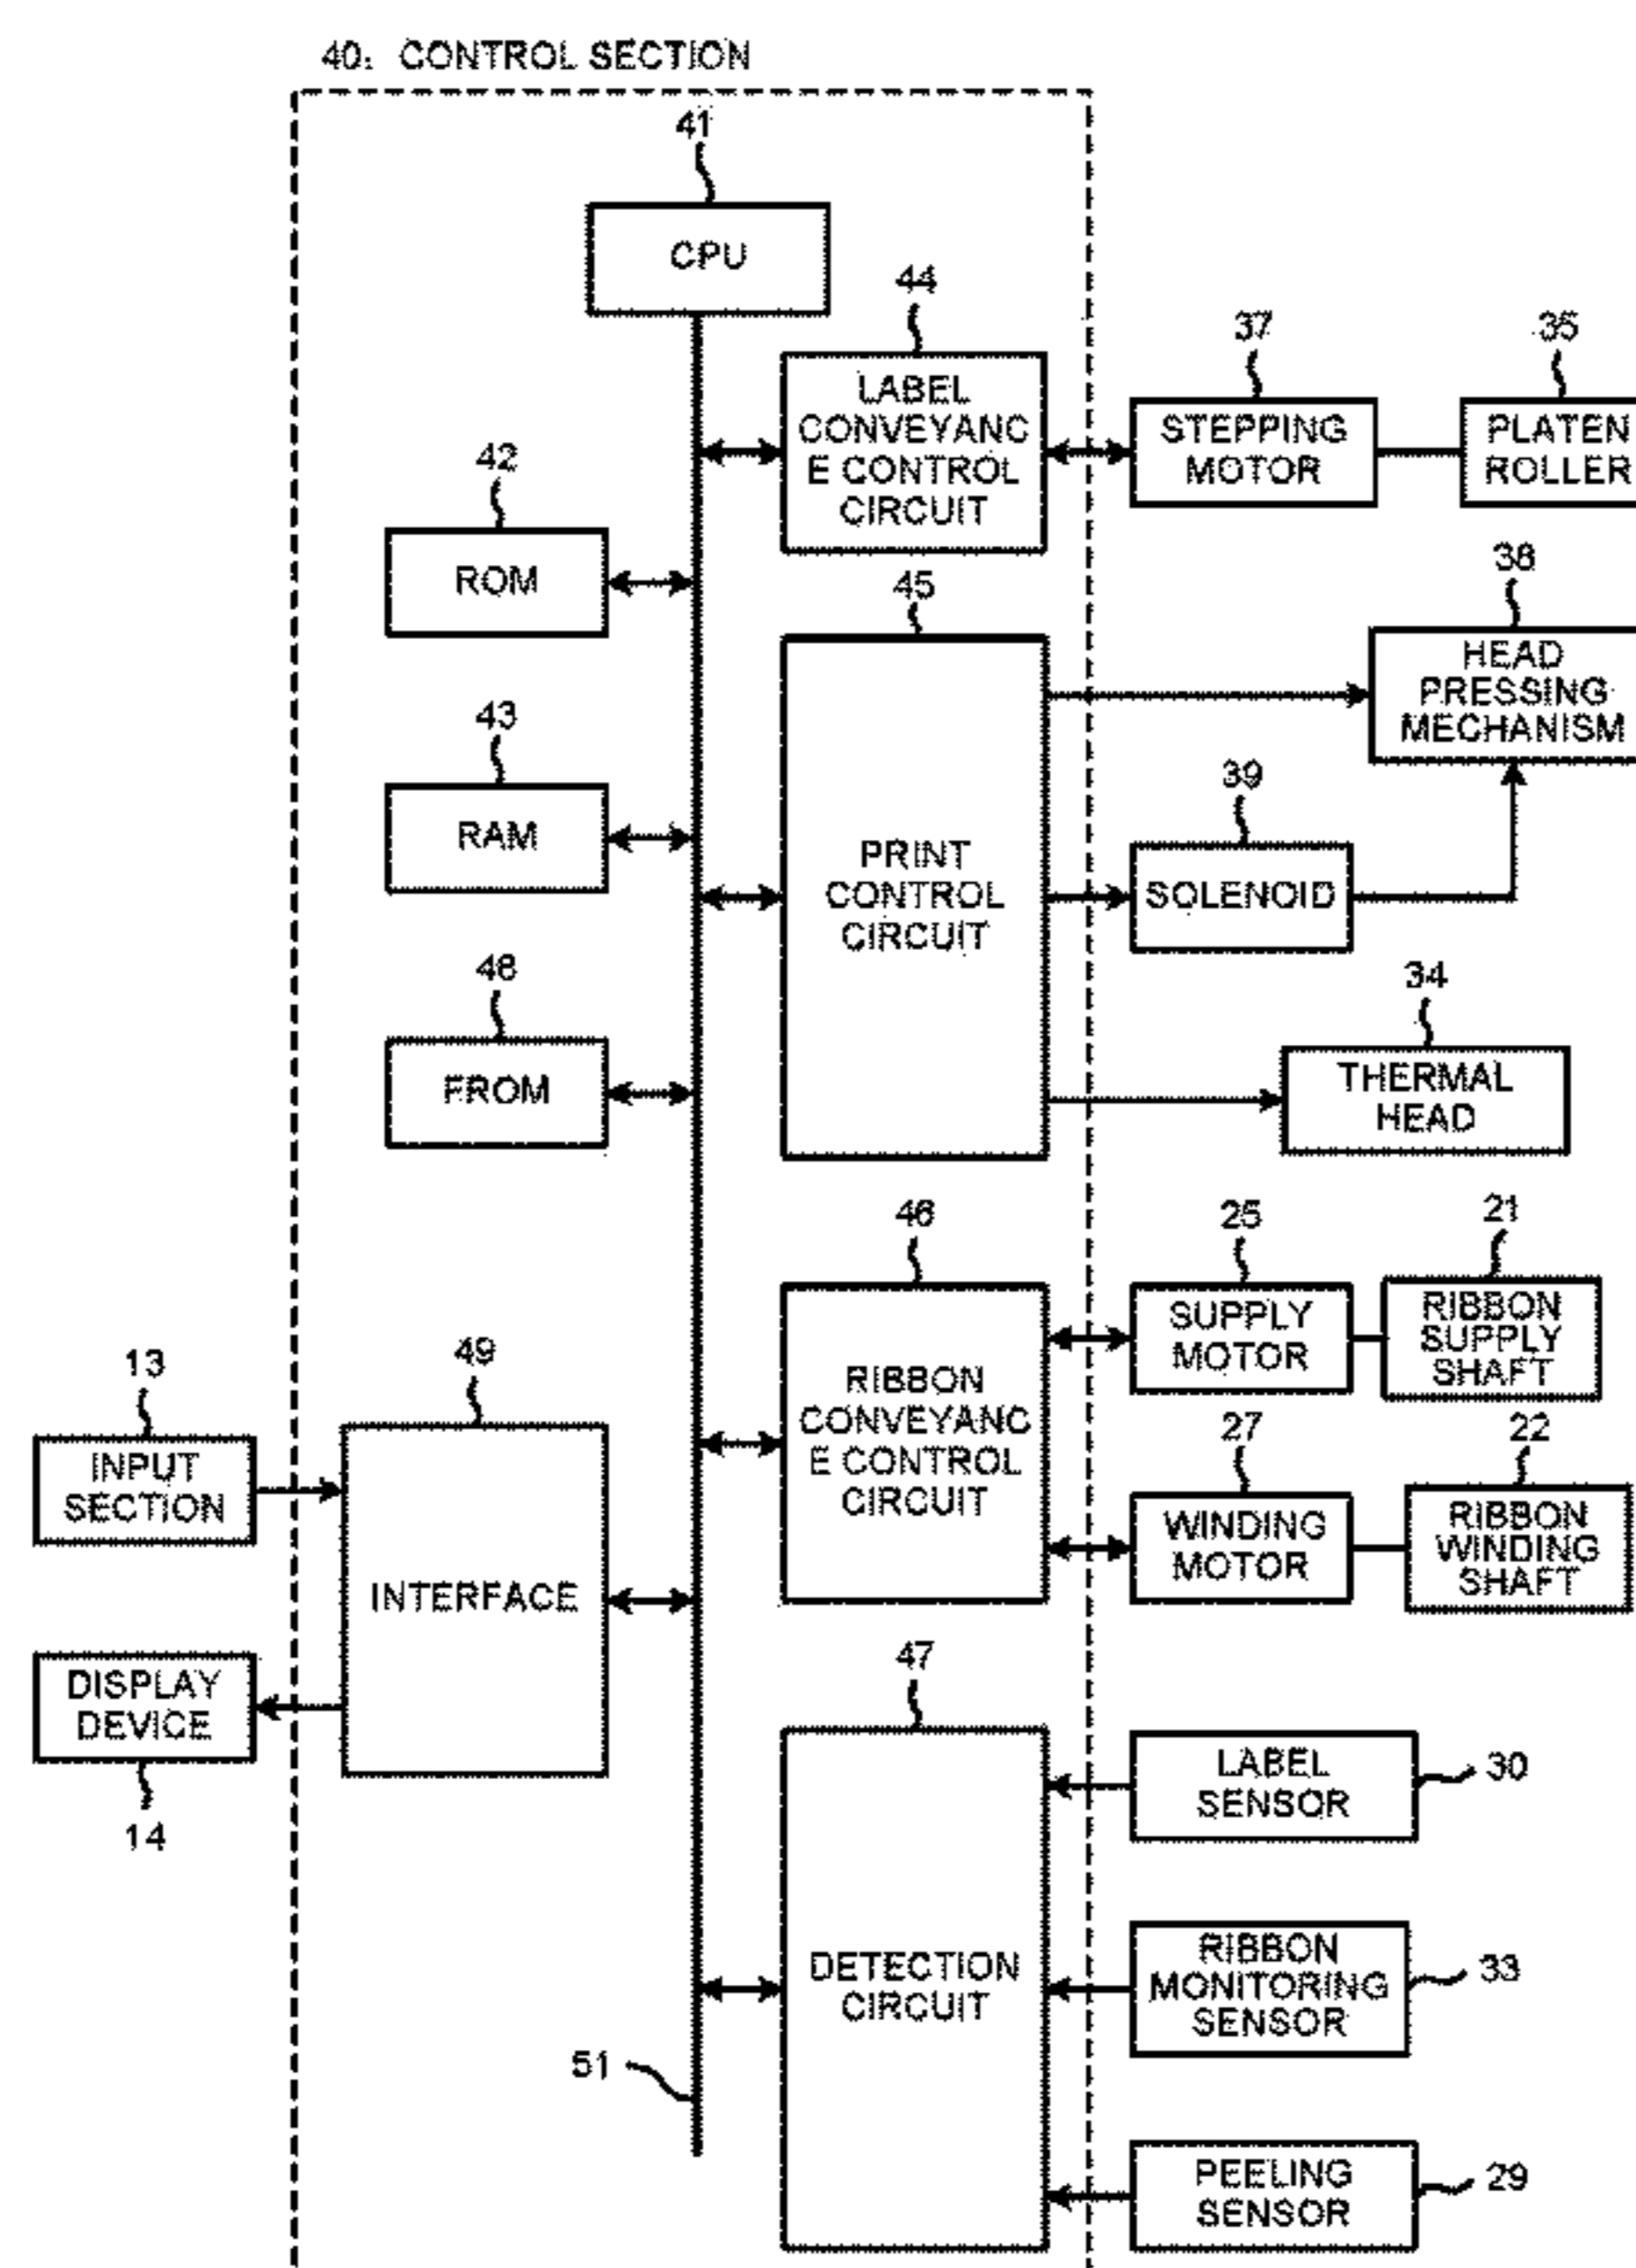 40: CONTROL SECTION
41
CPU
44
LABEL
CONVEYANC
E CONTROL
CIRCUIT
37
STEPPING
MOTOR
35
PLATEN
ROLLER
42
ROM
45
PRINT
CONTROL
CIRCUIT
38
HEAD
PRESSING
MECHANISM
43
RAM
39
SOLENOID
48
FROM
34
THERMAL
HEAD
46
RIBBON
CONVEYANC
E CONTROL
CIRCUIT
25
SUPPLY
MOTOR
21
RIBBON
SUPPLY
SHAFT
27
WINDING
MOTOR
22
RIBBON
WINDING
SHAFT
13
INPUT
SECTION
49
INTERFACE
DISPLAY
DEVICE
14
47
DETECTION
CIRCUIT
LABEL
SENSOR
30
RIBBON
MONITORING
SENSOR
33
51
PEELING
SENSOR
29